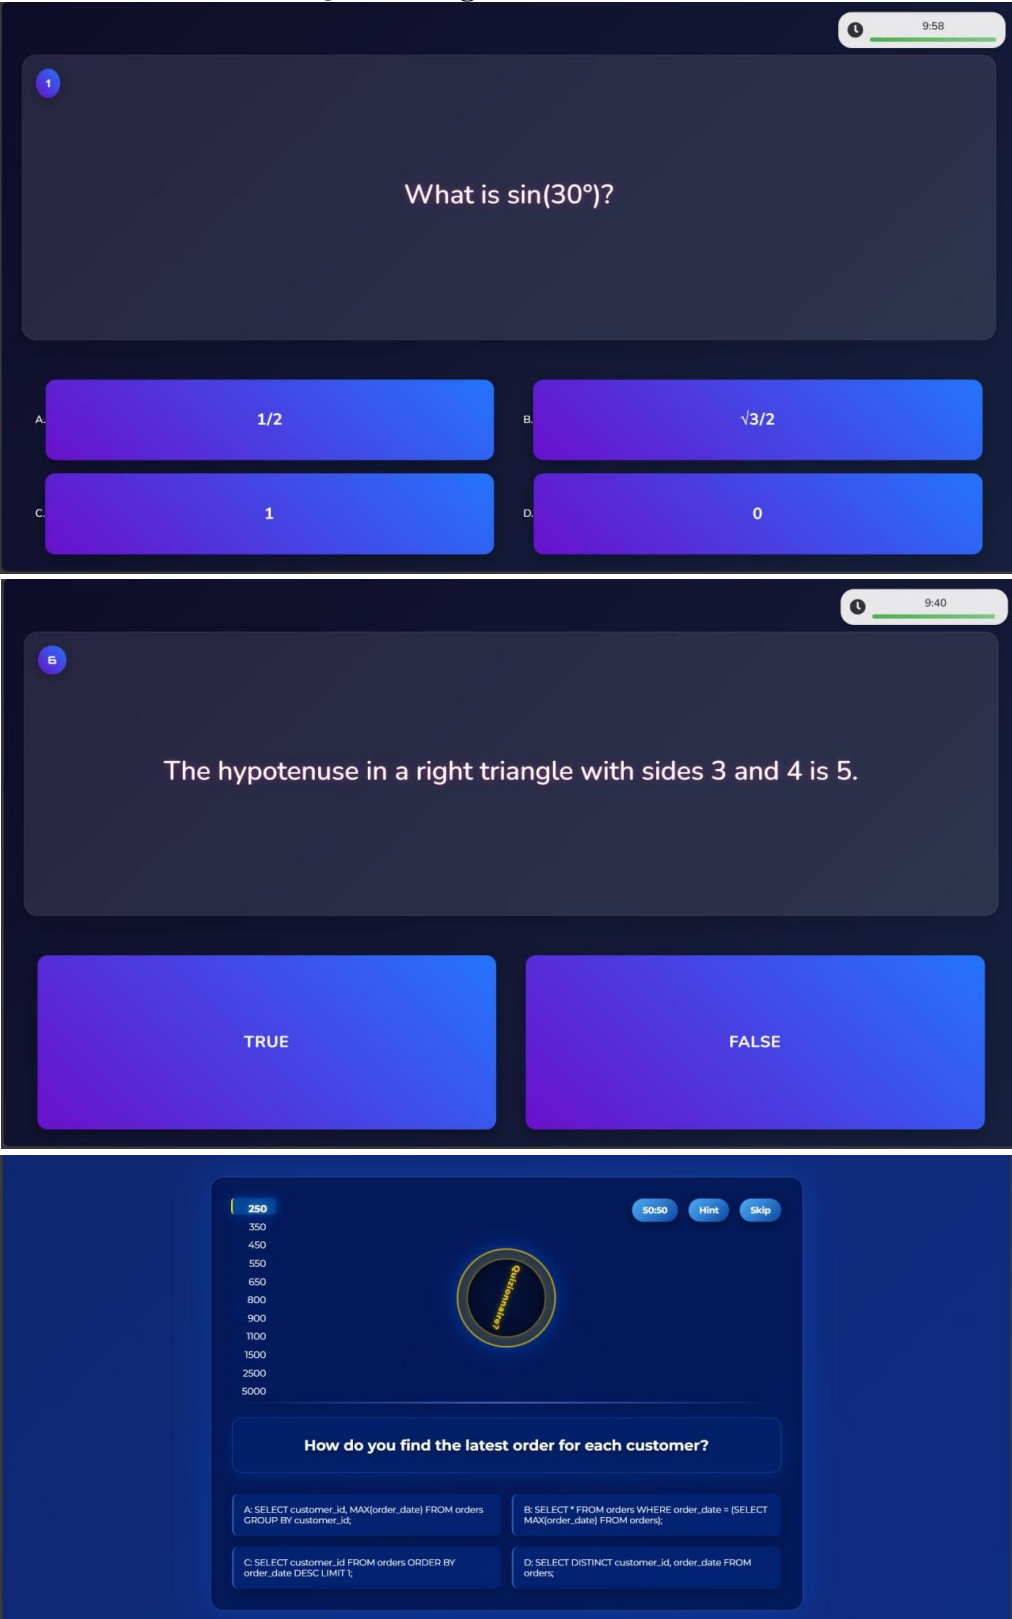 9:58
1
What is sin(30°)?
A. 1/2
B. √3/2
C. 1
D. 0
9:40
6
The hypotenuse in a right triangle with sides 3 and 4 is 5.
TRUE
FALSE
250
50:50 Hint Skip
350
450
550
650
800
900
1100
1500
2500
5000
Quizionnaire?
How do you find the latest order for each customer?
A: SELECT customer_id, MAX(order_date) FROM orders
GROUP BY customer_id;
B: SELECT * FROM orders WHERE order_date = (SELECT
MAX(order_date) FROM orders);
C: SELECT customer_id FROM orders ORDER BY
order_date DESC LIMIT 1;
D: SELECT DISTINCT customer_id, order_date FROM
orders;